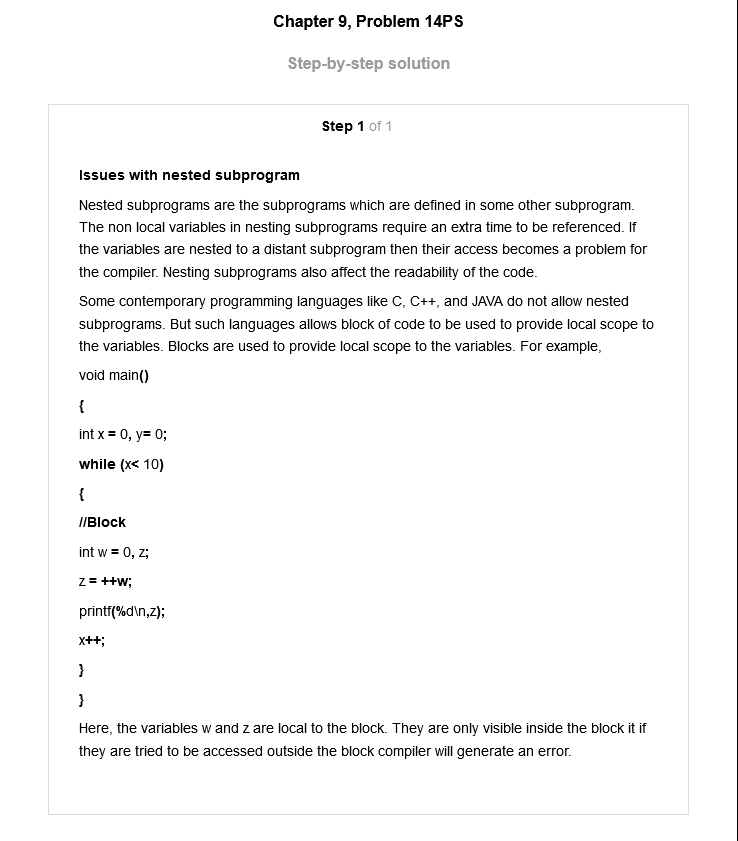 Chapter 9, Problem 14PS
Step-by-step solution
Step 1 of 1
Issues with nested subprogram
Nested subprograms are the subprograms which are defined in some other subprogram.
The non local variables in nesting subprograms require an extra time to be referenced. If
the variables are nested to a distant subprogram then their access becomes a problem for
the compiler. Nesting subprograms also affect the readability of the code.
Some contemporary programming languages like C, C++, and JAVA do not allow nested
subprograms. But such languages allows block of code to be used to provide local scope to
the variables. Blocks are used to provide local scope to the variables. For example,
void main()
{
int x = 0, y= 0;
while (x< 10)
{
//Block
int w = 0, z;
z = ++w;
printf(%d\n,z);
x++;
}
}
Here, the variables w and z are local to the block. They are only visible inside the block it if
they are tried to be accessed outside the block compiler will generate an error.